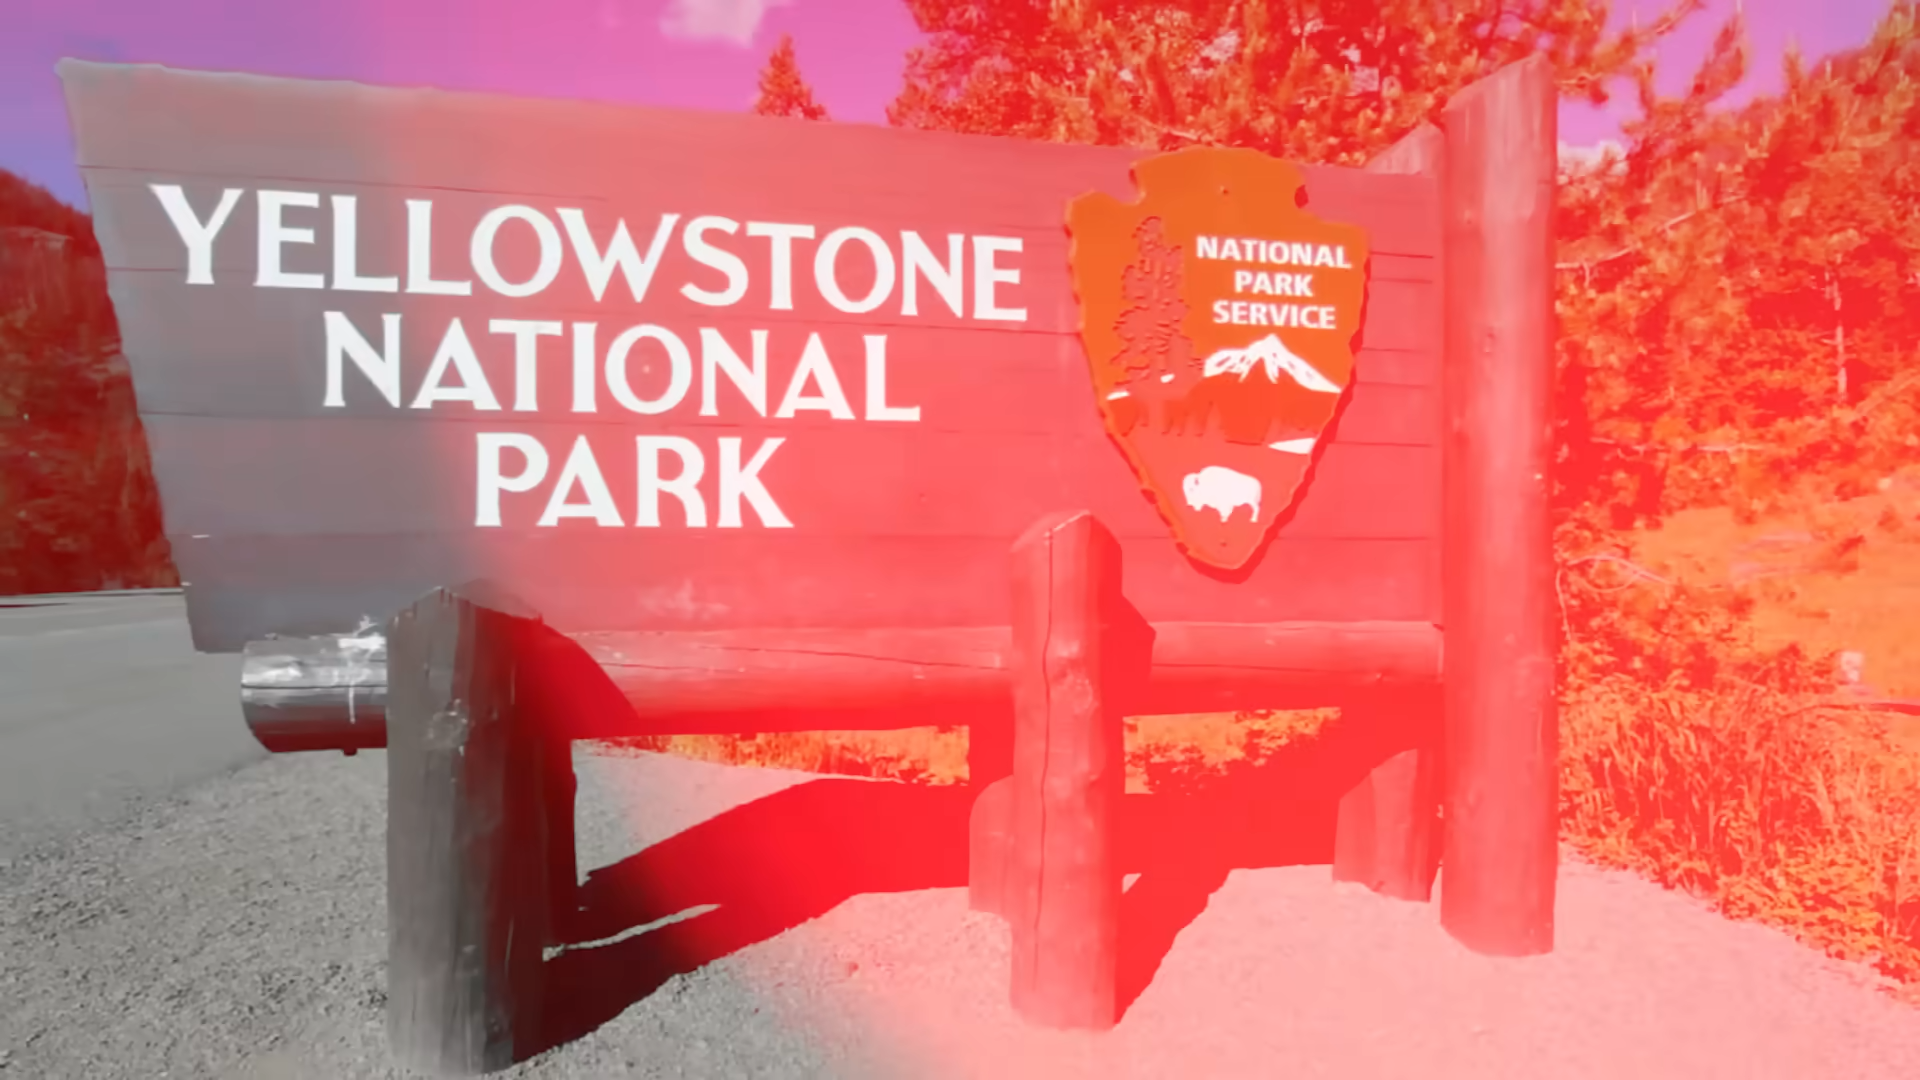 YELLOWSTONE
NATIONAL
PARK
NATIONAL
PARK
SERVICE